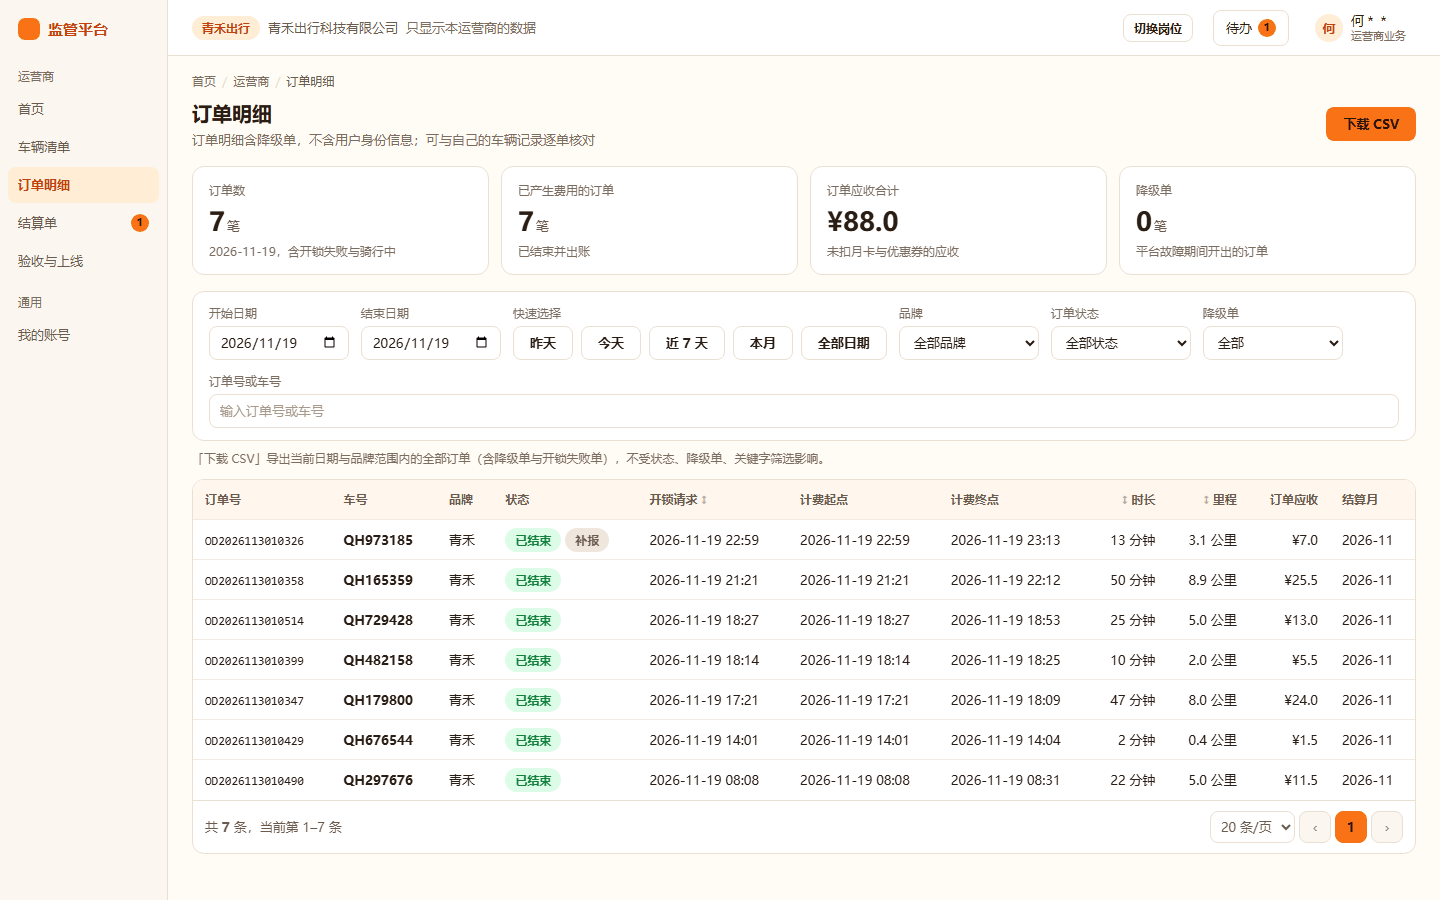 监管平台
运营商
首页
车辆清单
订单明细
结算单 1
验收与上线
通用
我的账号
青禾出行 青禾出行科技有限公司 只显示本运营商的数据
切换岗位 待办 1 何 何 * *
运营商业务
首页 / 运营商 / 订单明细
订单明细
订单明细含降级单，不含用户身份信息；可与自己的车辆记录逐单核对
下载 CSV
订单数
7 笔
2026-11-19，含开锁失败与骑行中
已产生费用的订单
7 笔
已结束并出账
订单应收合计
¥88.0
未扣月卡与优惠券的应收
降级单
0 笔
平台故障期间开出的订单
开始日期 结束日期 快速选择 品牌 订单状态 降级单
2026/11/19 2026/11/19 昨天 今天 近 7 天 本月 全部日期 全部品牌 全部状态 全部
订单号或车号
输入订单号或车号
「下载 CSV」导出当前日期与品牌范围内的全部订单（含降级单与开锁失败单），不受状态、降级单、关键字筛选影响。
订单号 车号 品牌 状态 开锁请求 ↕ 计费起点 计费终点 ↕ 时长 ↕ 里程 订单应收 结算月
OD2026113010326 QH973185 青禾 已结束 补报 2026-11-19 22:59 2026-11-19 22:59 2026-11-19 23:13 13 分钟 3.1 公里 ¥7.0 2026-11
OD2026113010358 QH165359 青禾 已结束 2026-11-19 21:21 2026-11-19 21:21 2026-11-19 22:12 50 分钟 8.9 公里 ¥25.5 2026-11
OD2026113010514 QH729428 青禾 已结束 2026-11-19 18:27 2026-11-19 18:27 2026-11-19 18:53 25 分钟 5.0 公里 ¥13.0 2026-11
OD2026113010399 QH482158 青禾 已结束 2026-11-19 18:14 2026-11-19 18:14 2026-11-19 18:25 10 分钟 2.0 公里 ¥5.5 2026-11
OD2026113010347 QH179800 青禾 已结束 2026-11-19 17:21 2026-11-19 17:21 2026-11-19 18:09 47 分钟 8.0 公里 ¥24.0 2026-11
OD2026113010429 QH676544 青禾 已结束 2026-11-19 14:01 2026-11-19 14:01 2026-11-19 14:04 2 分钟 0.4 公里 ¥1.5 2026-11
OD2026113010490 QH297676 青禾 已结束 2026-11-19 08:08 2026-11-19 08:08 2026-11-19 08:31 22 分钟 5.0 公里 ¥11.5 2026-11
共 7 条，当前第 1–7 条 20 条/页 ‹ 1 ›